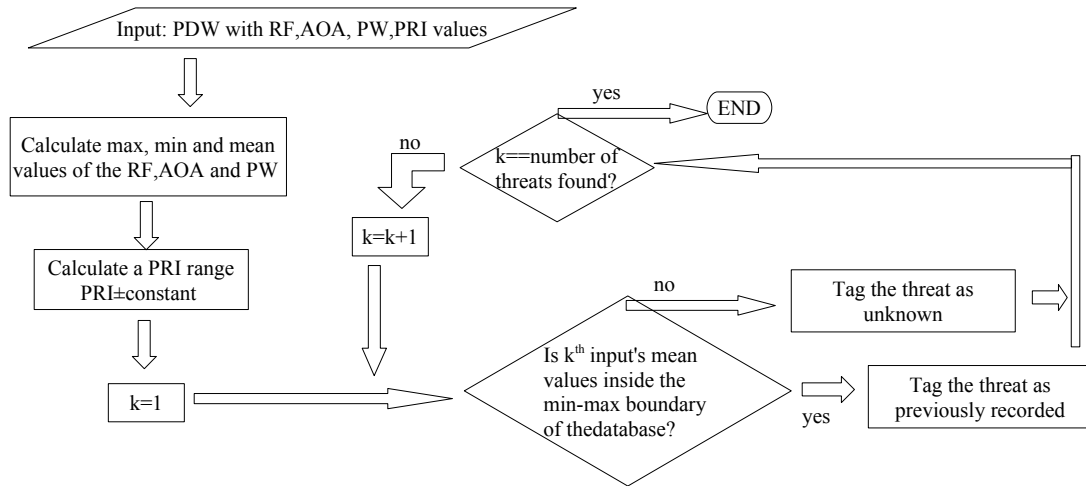 Input: PDW with RF,AOA, PW,PRI values
Calculate max, min and mean
values of the RF,AOA and PW
Calculate a PRI range
PRI±constant
k=1
Is kth input's mean
values inside the
min-max boundary
of thedatabase?
no
Tag the threat as
unknown
yes
Tag the threat as
previously recorded
k==number of
threats found?
yes
END
no
k=k+1